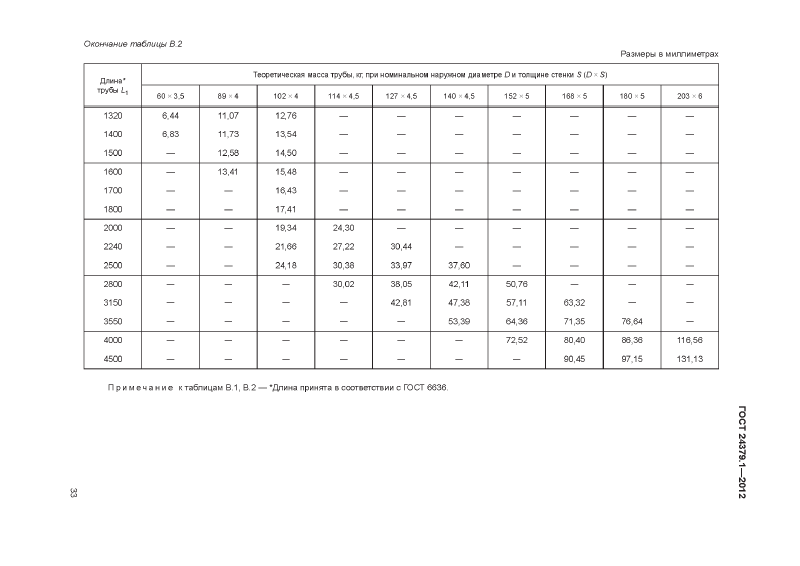 Окончание таблицы В.2
Размеры в миллиметрах
Длина* трубы L1 Теоретическая масса трубы, кг, при номинальном наружном диаметре D и толщине стенки S (D × S)
60 × 3,5 89 × 4 102 × 4 114 × 4,5 127 × 4,5 140 × 4,5 152 × 5 168 × 5 180 × 5 203 × 6
1320 6,44 11,07 12,76 — — — — — — —
1400 6,83 11,73 13,54 — — — — — — —
1500 — 12,58 14,50 — — — — — — —
1600 — 13,41 15,48 — — — — — — —
1700 — — 16,43 — — — — — — —
1800 — — 17,41 — — — — — — —
2000 — — 19,34 24,30 — — — — — —
2240 — — 21,66 27,22 30,44 — — — — —
2500 — — 24,18 30,38 33,97 37,60 — — — —
2800 — — — 30,02 38,05 42,11 50,76 — — —
3150 — — — — 42,81 47,38 57,11 63,32 — —
3550 — — — — — 53,39 64,36 71,35 76,64 —
4000 — — — — — — 72,52 80,40 86,36 116,56
4500 — — — — — — — 90,45 97,15 131,13
Примечание к таблицам В.1, В.2 — *Длина принята в соответствии с ГОСТ 6636.
ГОСТ 24379.1—2012
33